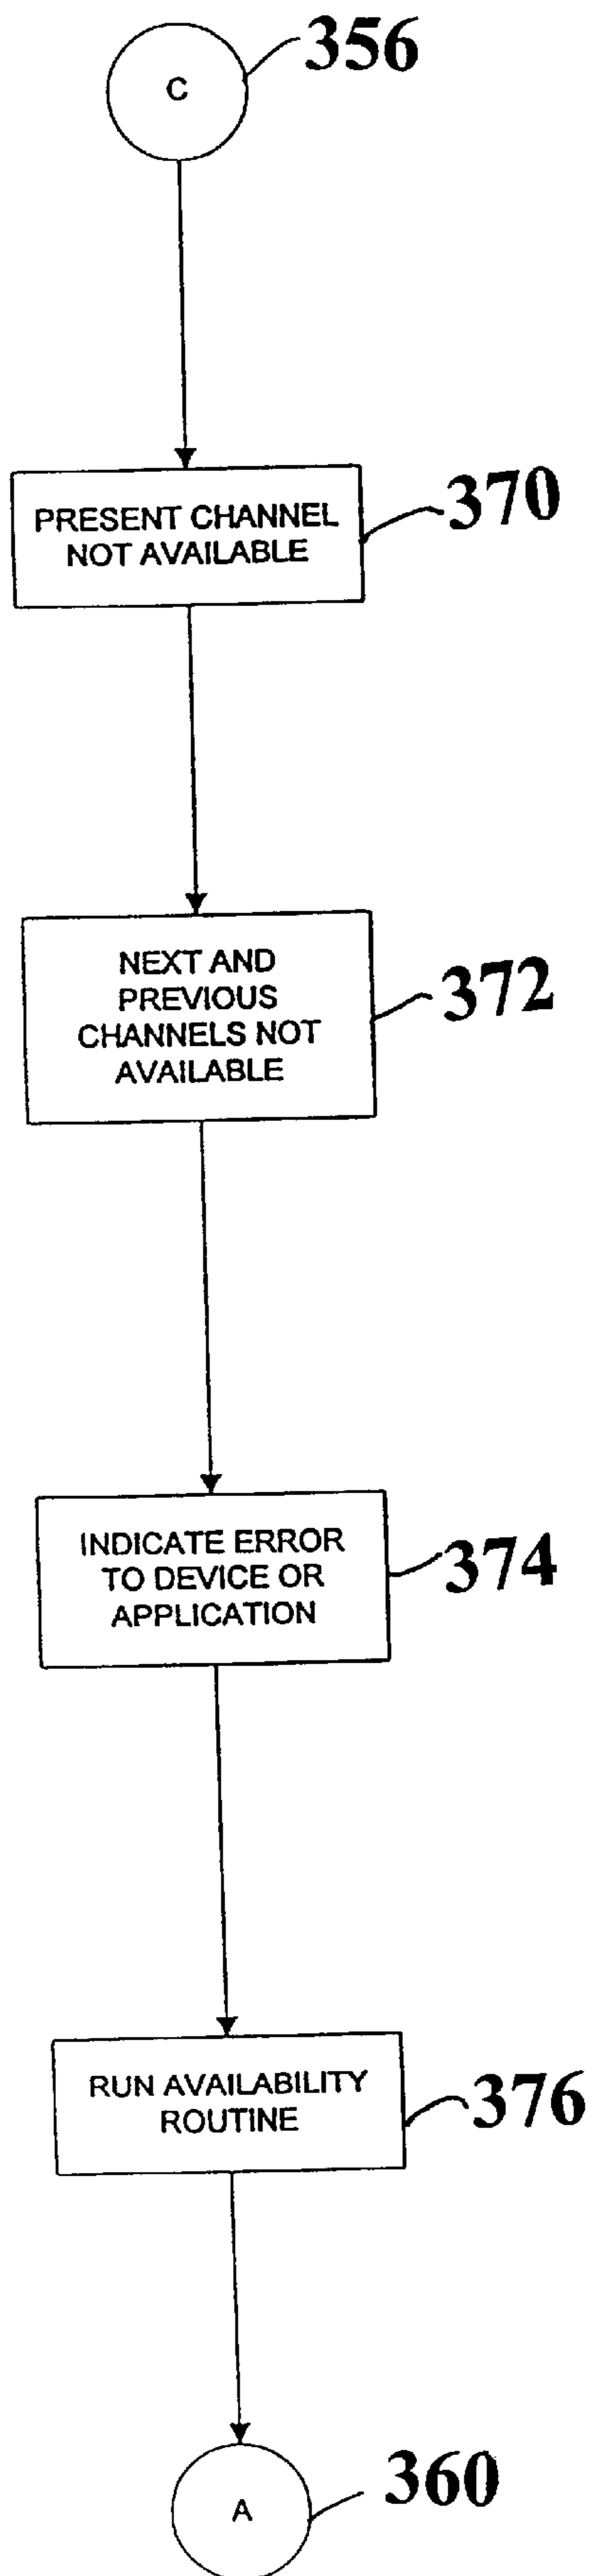 C
356
PRESENT CHANNEL
NOT AVAILABLE
370
NEXT AND
PREVIOUS
CHANNELS NOT
AVAILABLE
372
INDICATE ERROR
TO DEVICE OR
APPLICATION
374
RUN AVAILABILITY
ROUTINE
376
A
360